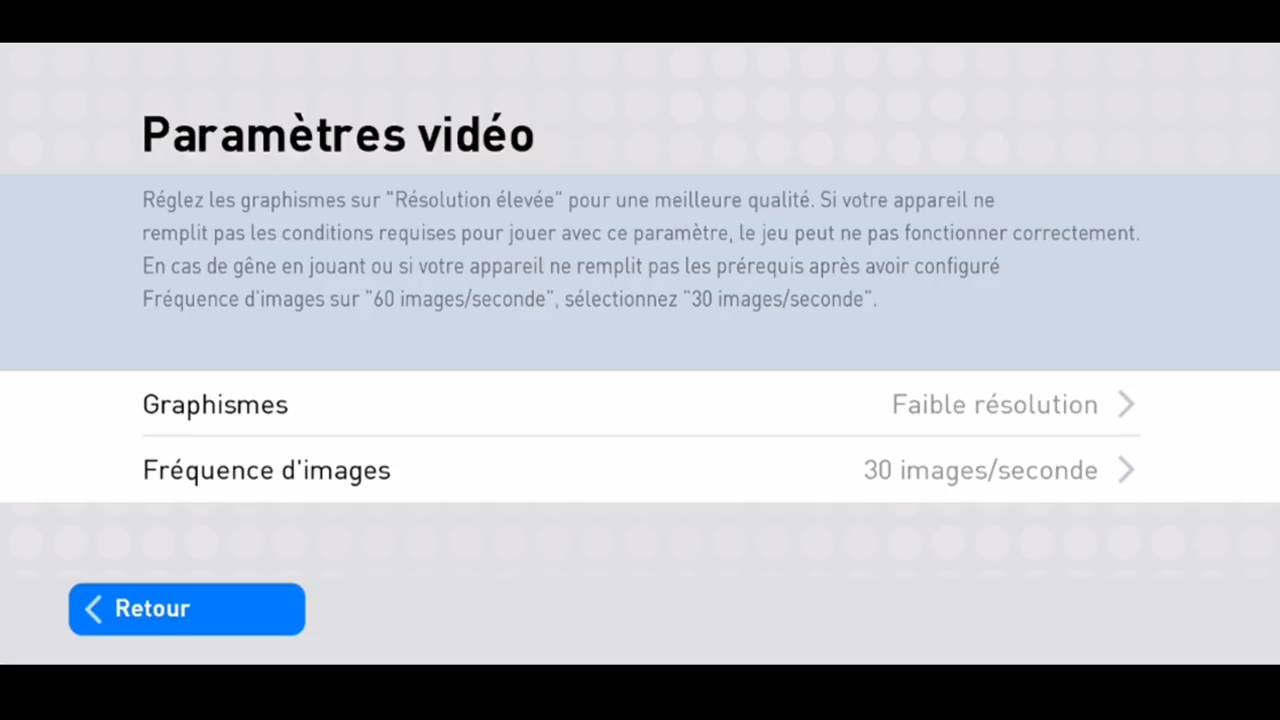 Paramètres vidéo
Réglez les graphismes sur "Résolution élevée" pour une meilleure qualité. Si votre appareil ne
remplit pas les conditions requises pour jouer avec ce paramètre, le jeu peut ne pas fonctionner correctement.
En cas de gêne en jouant ou si votre appareil ne remplit pas les prérequis après avoir configuré
Fréquence d'images sur "60 images/seconde", sélectionnez "30 images/seconde".
Graphismes Faible résolution
Fréquence d'images 30 images/seconde
Retour